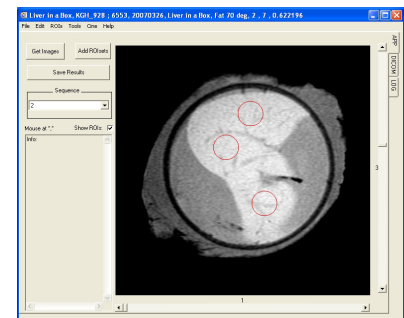 Liver in a Box, KGH_928 ; 6553, 20070326, Liver in a Box, Fat 70 deg, 2 , 7 , 0.622196
File Edit ROIs Tools One Help
APP
Get Images Add ROIsets
DICOM
Save Results
LOG
Sequence
2
Mouse at "," Show ROIs
Info:
3
1